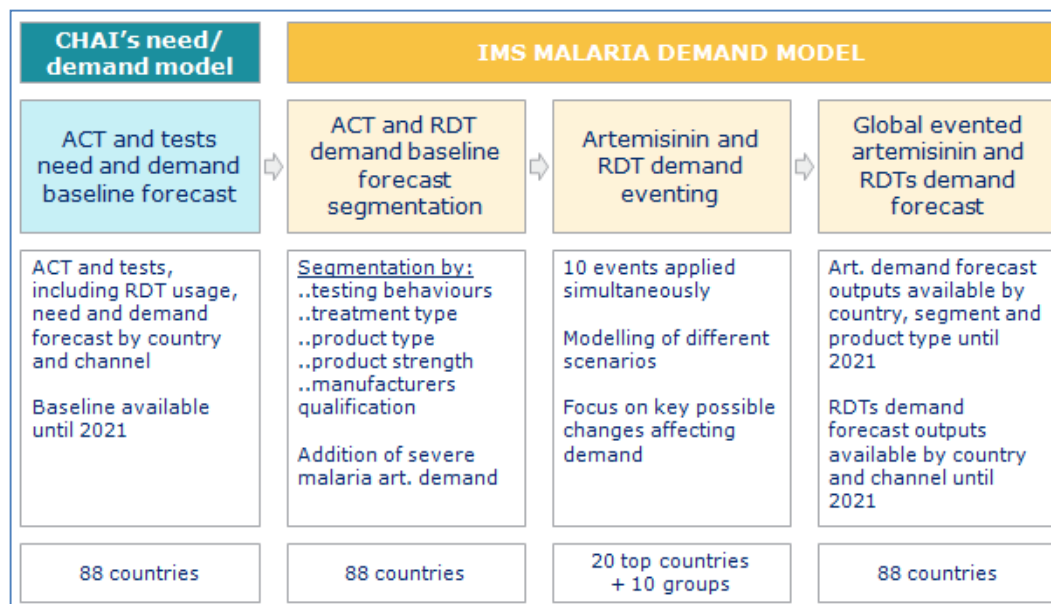 CHAI's need/
demand model
IMS MALARIA DEMAND MODEL
ACT and tests
need and demand
baseline forecast
ACT and RDT
demand baseline
forecast
segmentation
Artemisinin and
RDT demand
eventing
Global evented
artemisinin and
RDTs demand
forecast
ACT and tests,
including RDT usage,
need and demand
forecast by country
and channel
Baseline available
until 2021
Segmentation by:
..testing behaviours
..treatment type
..product type
..product strength
..manufacturers
qualification
Addition of severe
malaria art. demand
10 events applied
simultaneously
Modelling of different
scenarios
Focus on key possible
changes affecting
demand
Art. demand forecast
outputs available by
country, segment and
product type until
2021
RDTs demand
forecast outputs
available by country
and channel until
2021
88 countries
88 countries
20 top countries
+ 10 groups
88 countries